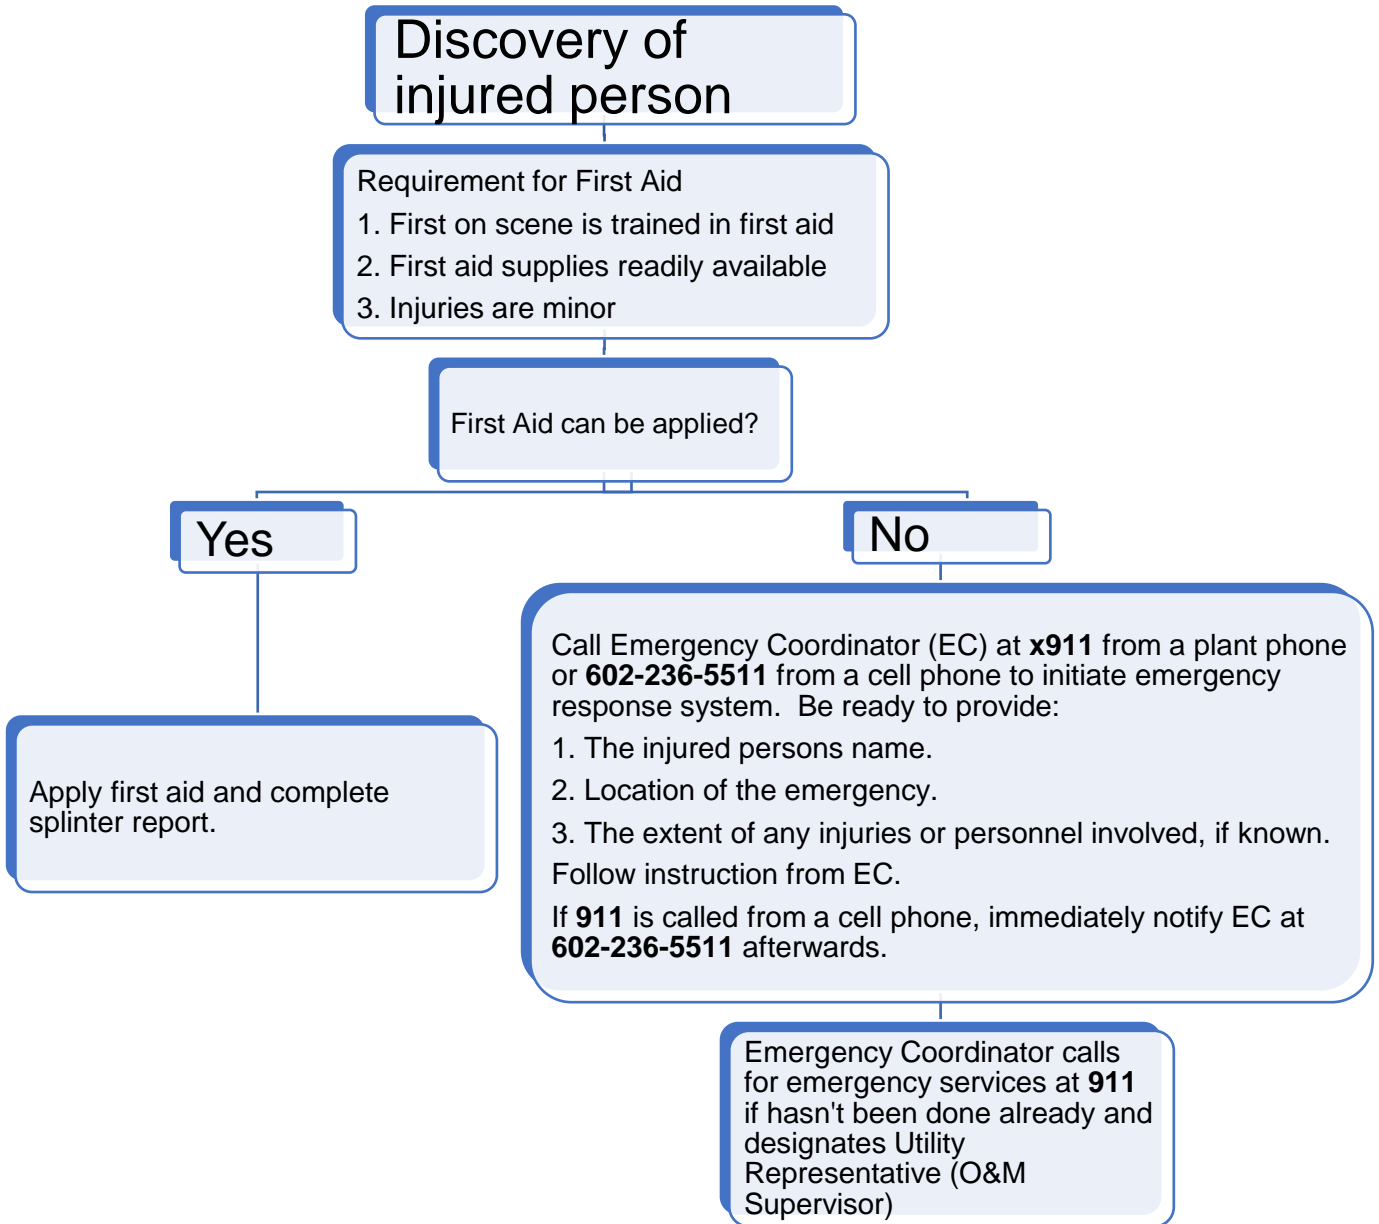 Discovery of
injured person
Requirement for First Aid
1. First on scene is trained in first aid
2. First aid supplies readily available
3. Injuries are minor
First Aid can be applied?
Yes
No
Apply first aid and complete
splinter report.
Call Emergency Coordinator (EC) at x911 from a plant phone
or 602-236-5511 from a cell phone to initiate emergency
response system.  Be ready to provide:
1. The injured persons name.
2. Location of the emergency.
3. The extent of any injuries or personnel involved, if known.
Follow instruction from EC.
If 911 is called from a cell phone, immediately notify EC at
602-236-5511 afterwards.
Emergency Coordinator calls
for emergency services at 911
if hasn't been done already and
designates Utility
Representative (O&M
Supervisor)